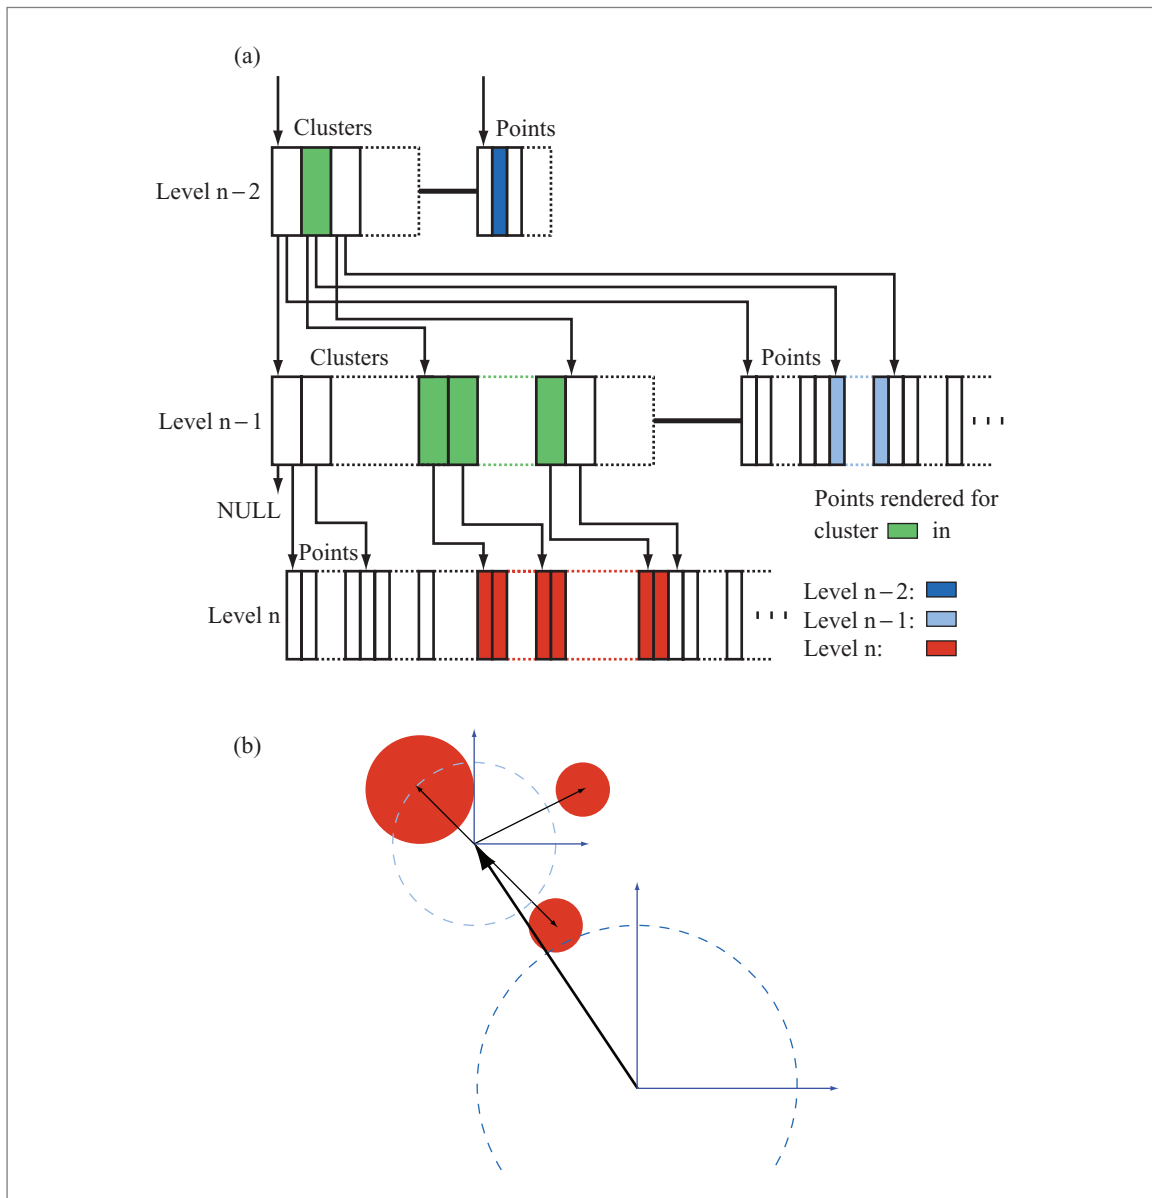 (a)
Clusters
Points
Level n – 2
Clusters
Points
Level n – 1
NULL
Points rendered for
cluster in
Points
Level n
Level n – 2:
Level n – 1:
Level n:
(b)